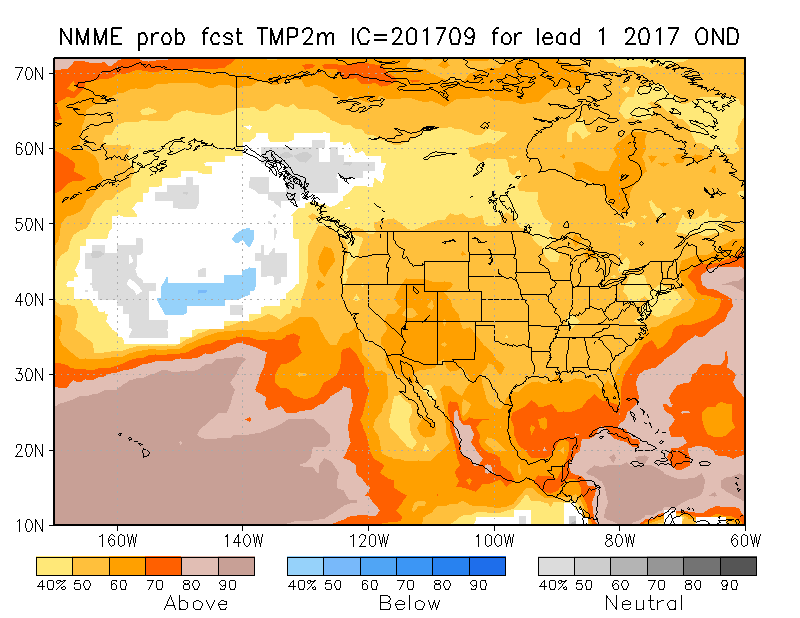 NMME prob fcst TMP2m IC=201709 for lead 1 2017 OND
70N
60N
50N
40N
30N
20N
10N
160W 140W 120W 100W 80W 60W
40% 50 60 70 80 90 40% 50 60 70 80 90 40% 50 60 70 80 90
Above Below Neutral